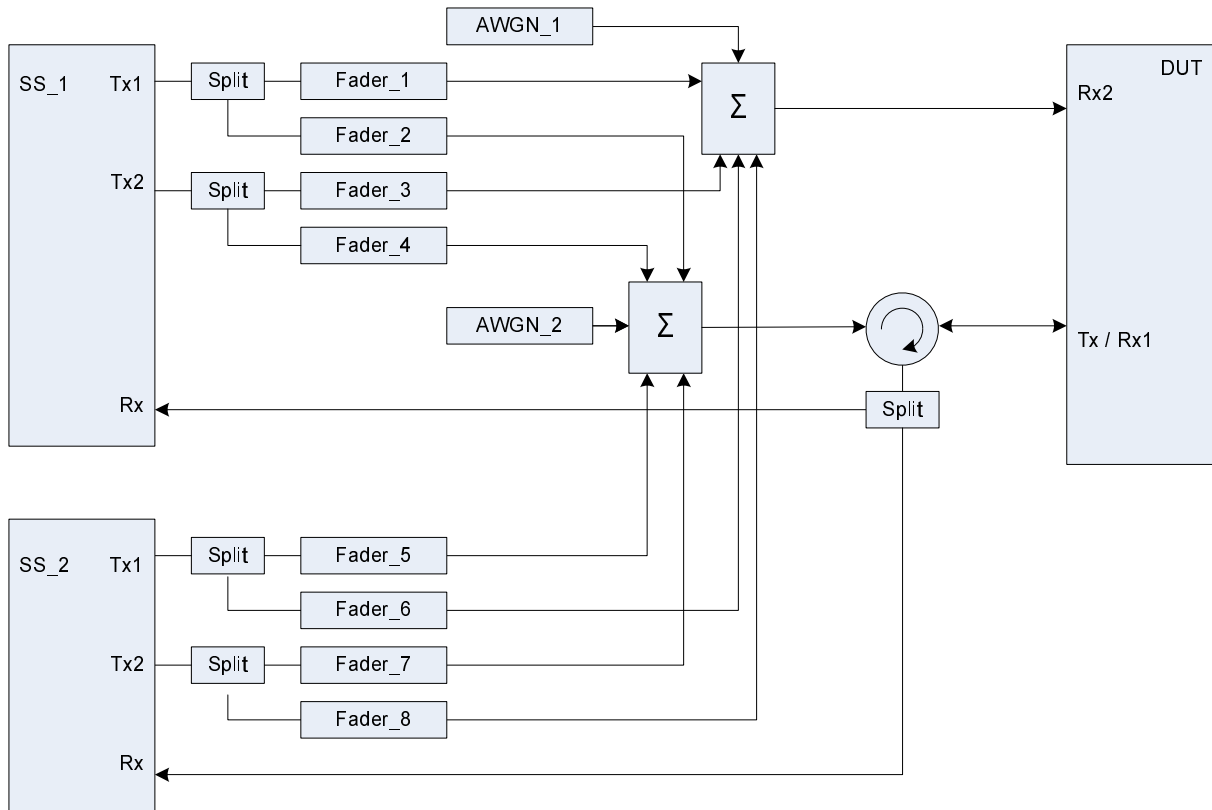 AWGN_1
SS_1
Tx1
Split
Fader_1
Σ
DUT
Rx2
Fader_2
Tx2
Split
Fader_3
Fader_4
AWGN_2
Σ
Tx / Rx1
Rx
Split
SS_2
Tx1
Split
Fader_5
Fader_6
Tx2
Split
Fader_7
Fader_8
Rx